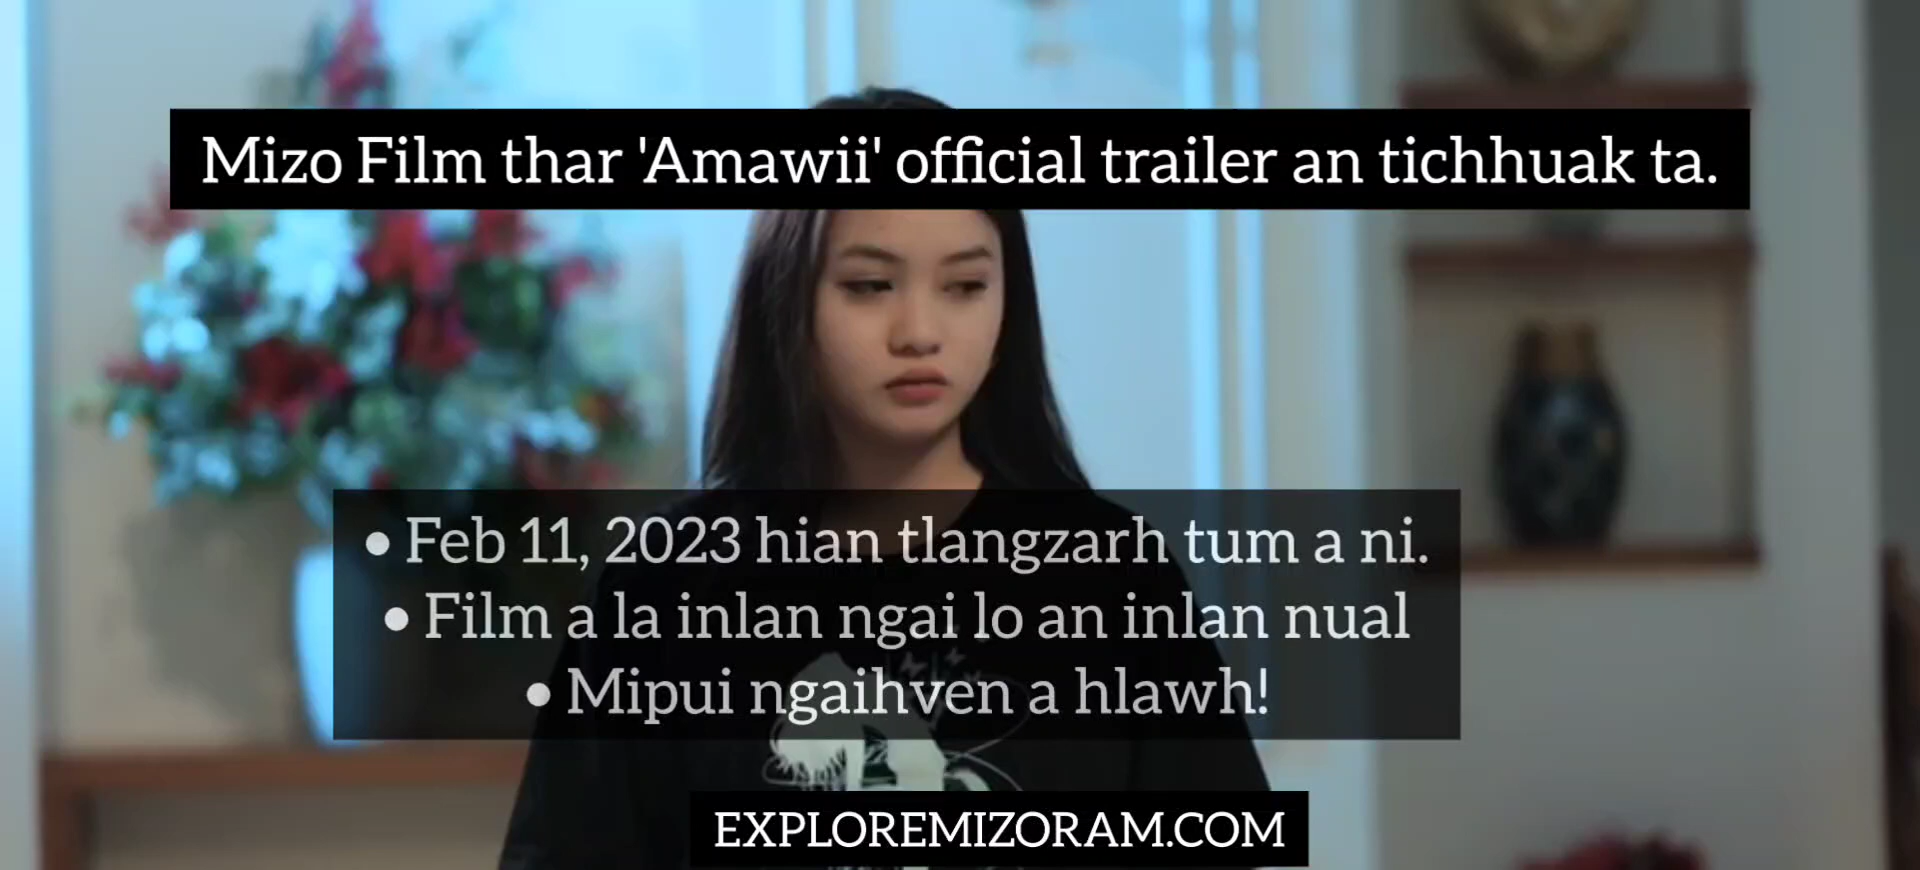 Mizo Film thar 'Amawii' official trailer an tichhuak ta.
• Feb 11, 2023 hian tlangzarh tum a ni.
• Film a la inlan ngai lo an inlan nual
• Mipui ngaihven a hlawh!
EXPLOREMIZORAM.COM